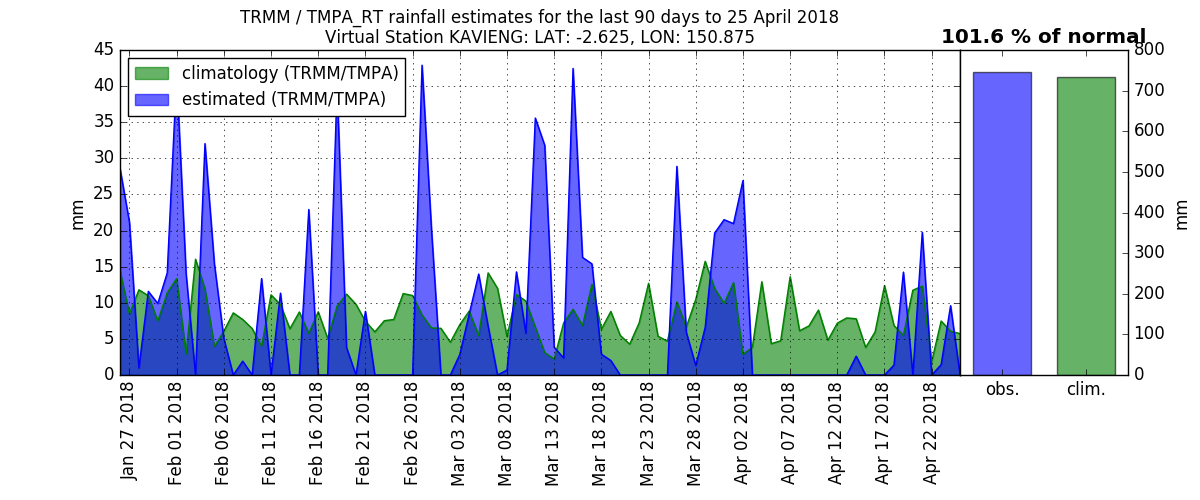 TRMM / TMPA_RT rainfall estimates for the last 90 days to 25 April 2018
Virtual Station KAVIENG: LAT: -2.625, LON: 150.875
101.6 % of normal
climatology (TRMM/TMPA)
estimated (TRMM/TMPA)
45
40
35
30
25
20
15
10
5
0
mm
Jan 27 2018
Feb 01 2018
Feb 06 2018
Feb 11 2018
Feb 16 2018
Feb 21 2018
Feb 26 2018
Mar 03 2018
Mar 08 2018
Mar 13 2018
Mar 18 2018
Mar 23 2018
Mar 28 2018
Apr 02 2018
Apr 07 2018
Apr 12 2018
Apr 17 2018
Apr 22 2018
obs.
clim.
800
700
600
500
400
300
200
100
0
mm